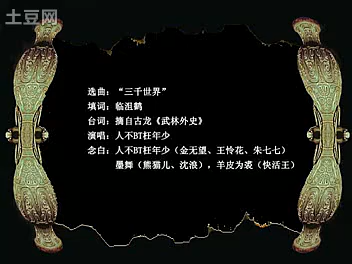 土豆网
选曲：“三千世界”
填词：临沮鹤
台词：摘自古龙《武林外史》
演唱：人不BT枉年少
念白：人不BT枉年少（金无望、王怜花、朱七七）
墨舞（熊猫儿、沈浪），羊皮为裘（快活王）